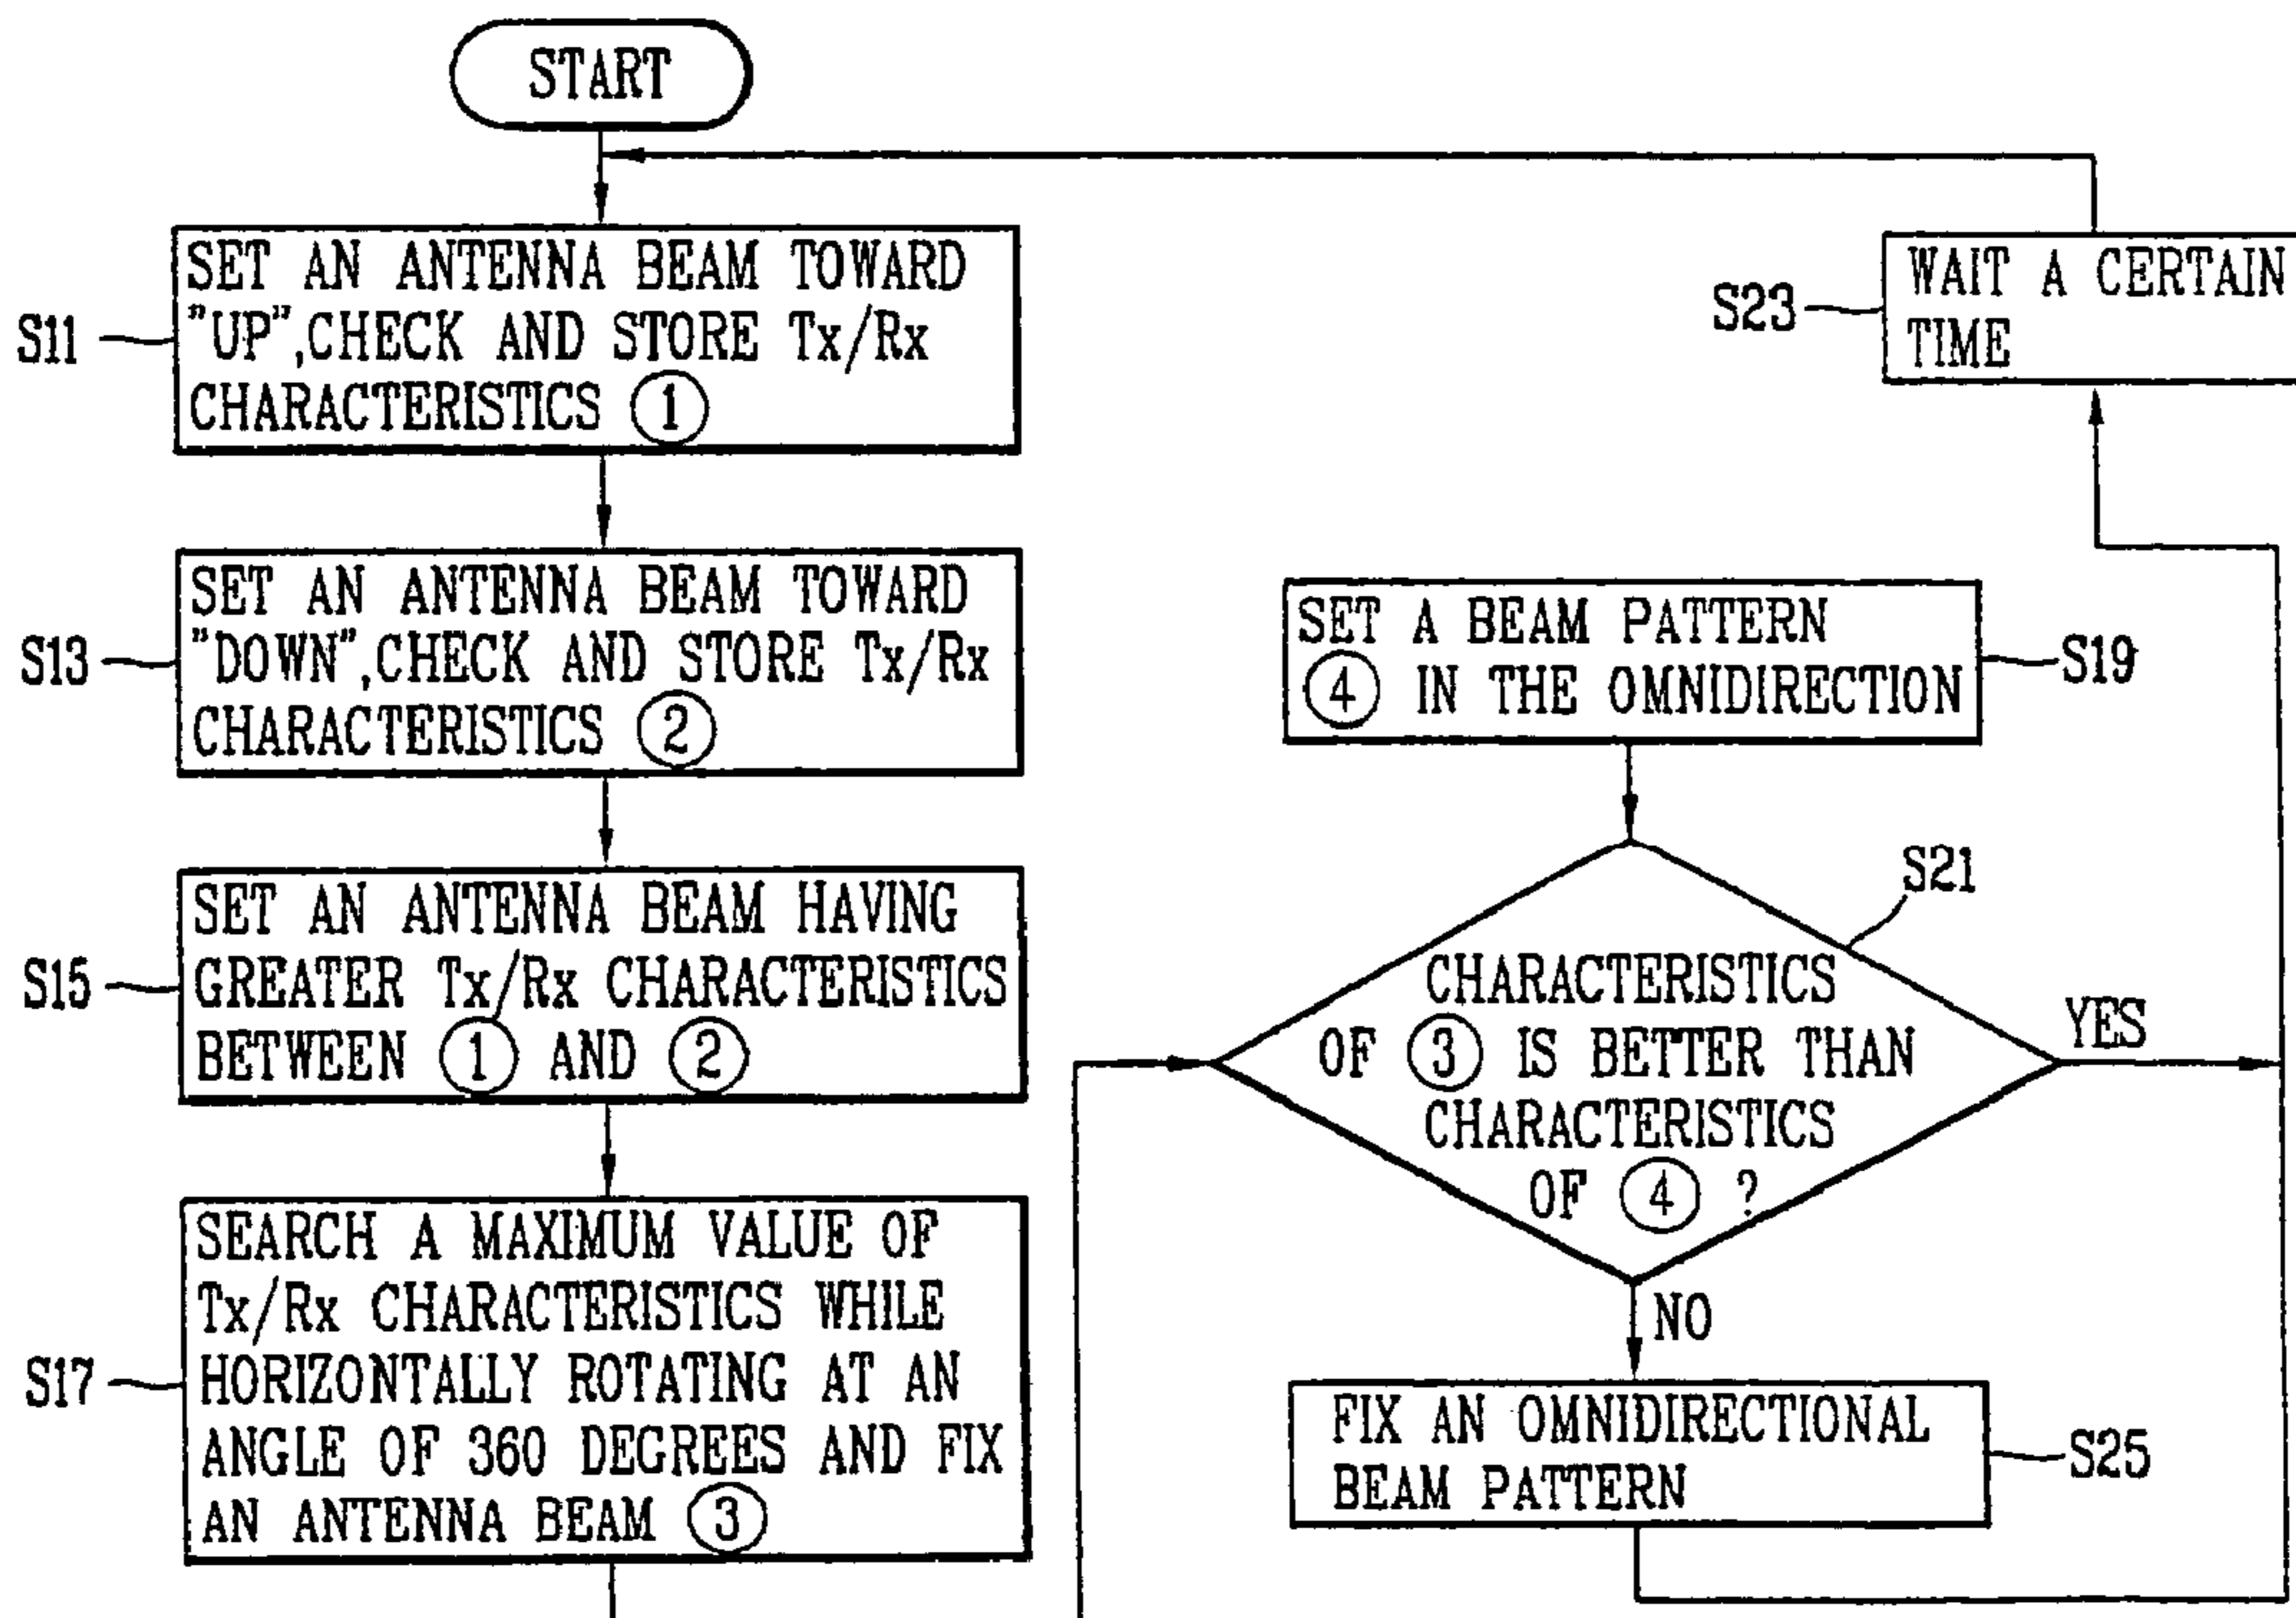 START
S11
SET AN ANTENNA BEAM TOWARD
"UP",CHECK AND STORE Tx/Rx
CHARACTERISTICS ①
S13
SET AN ANTENNA BEAM TOWARD
"DOWN",CHECK AND STORE Tx/Rx
CHARACTERISTICS ②
S15
SET AN ANTENNA BEAM HAVING
GREATER Tx/Rx CHARACTERISTICS
BETWEEN ① AND ②
S17
SEARCH A MAXIMUM VALUE OF
Tx/Rx CHARACTERISTICS WHILE
HORIZONTALLY ROTATING AT AN
ANGLE OF 360 DEGREES AND FIX
AN ANTENNA BEAM ③
S23
WAIT A CERTAIN
TIME
SET A BEAM PATTERN
④ IN THE OMNIDIRECTION
S19
S21
CHARACTERISTICS
OF ③ IS BETTER THAN
CHARACTERISTICS
OF ④ ?
YES
NO
FIX AN OMNIDIRECTIONAL
BEAM PATTERN
S25